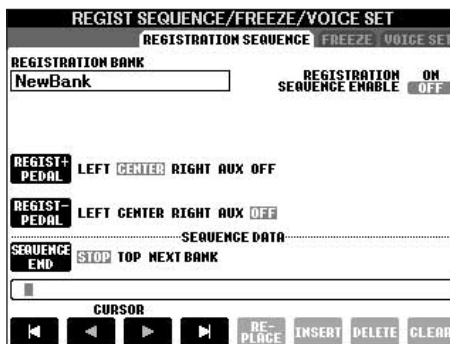 REGIST SEQUENCE/FREEZE/VOICE SET
REGISTRATION SEQUENCE FREEZE VOICE SET
REGISTRATION BANK
NewBank
REGISTRATION SEQUENCE ENABLE ON OFF
REGIST+ PEDAL LEFT CENTER RIGHT AUX OFF
REGIST- PEDAL LEFT CENTER RIGHT AUX OFF
SEQUENCE DATA
SEQUENCE END STOP TOP NEXT BANK
CURSOR
RE-PLACE INSERT DELETE CLEAR